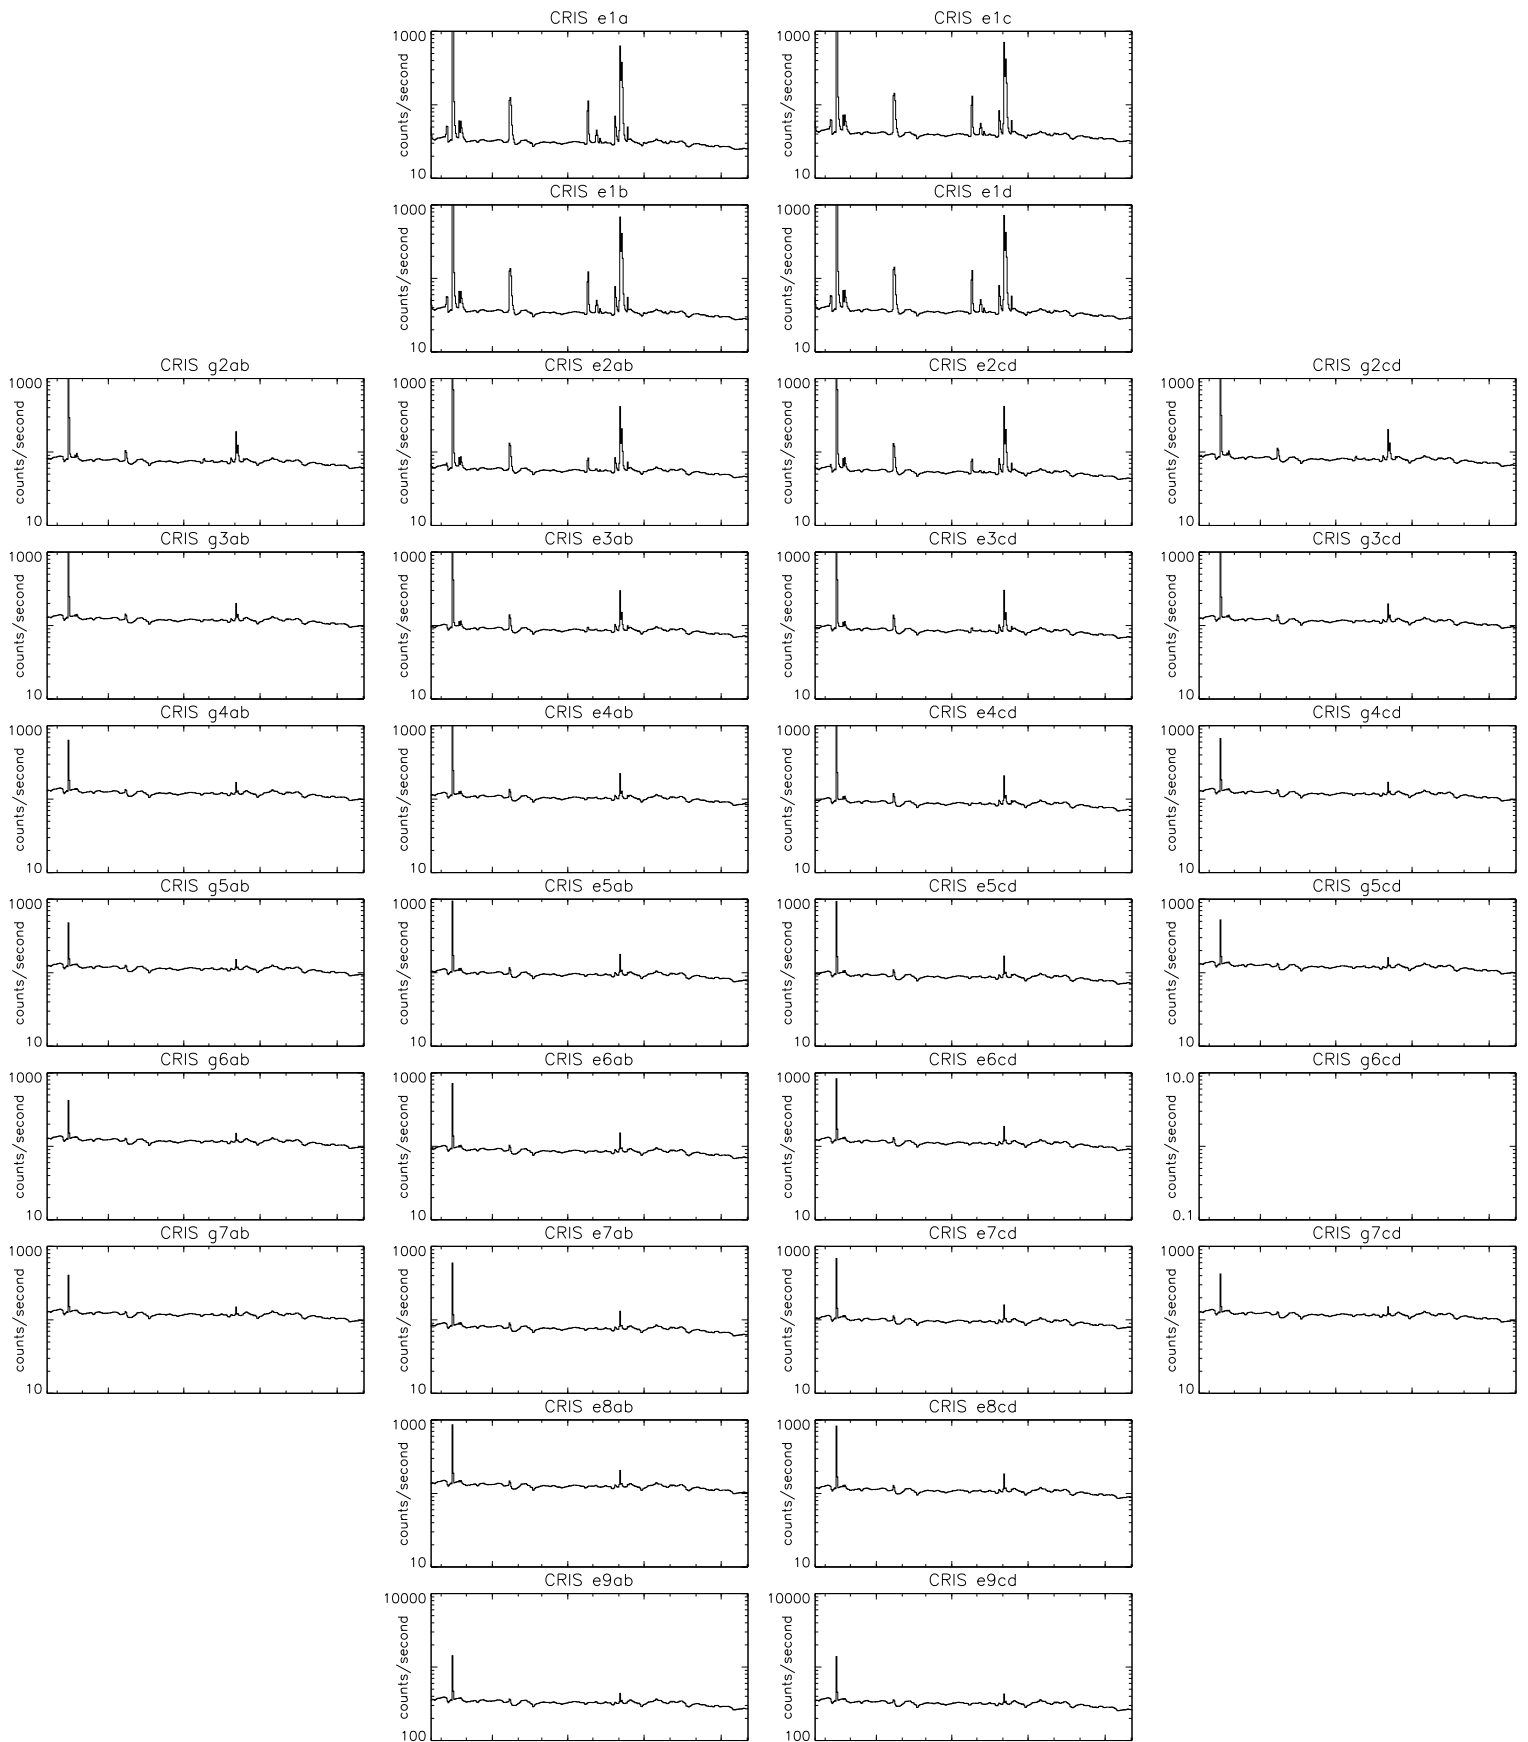 CRIS e1a
CRIS e1c
1000
counts/second
10
1000
counts/second
10
CRIS e1b
CRIS e1d
1000
counts/second
10
1000
counts/second
10
CRIS g2ab
CRIS e2ab
CRIS e2cd
CRIS g2cd
1000
counts/second
10
1000
counts/second
10
1000
counts/second
10
1000
counts/second
10
CRIS g3ab
CRIS e3ab
CRIS e3cd
CRIS g3cd
1000
counts/second
10
1000
counts/second
10
1000
counts/second
10
1000
counts/second
10
CRIS g4ab
CRIS e4ab
CRIS e4cd
CRIS g4cd
1000
counts/second
10
1000
counts/second
10
1000
counts/second
10
1000
counts/second
10
CRIS g5ab
CRIS e5ab
CRIS e5cd
CRIS g5cd
1000
counts/second
10
1000
counts/second
10
1000
counts/second
10
1000
counts/second
10
CRIS g6ab
CRIS e6ab
CRIS e6cd
CRIS g6cd
1000
counts/second
10
1000
counts/second
10
1000
counts/second
10
10.0
counts/second
0.1
CRIS g7ab
CRIS e7ab
CRIS e7cd
CRIS g7cd
1000
counts/second
10
1000
counts/second
10
1000
counts/second
10
1000
counts/second
10
CRIS e8ab
CRIS e8cd
1000
counts/second
10
1000
counts/second
10
CRIS e9ab
CRIS e9cd
10000
counts/second
100
10000
counts/second
100